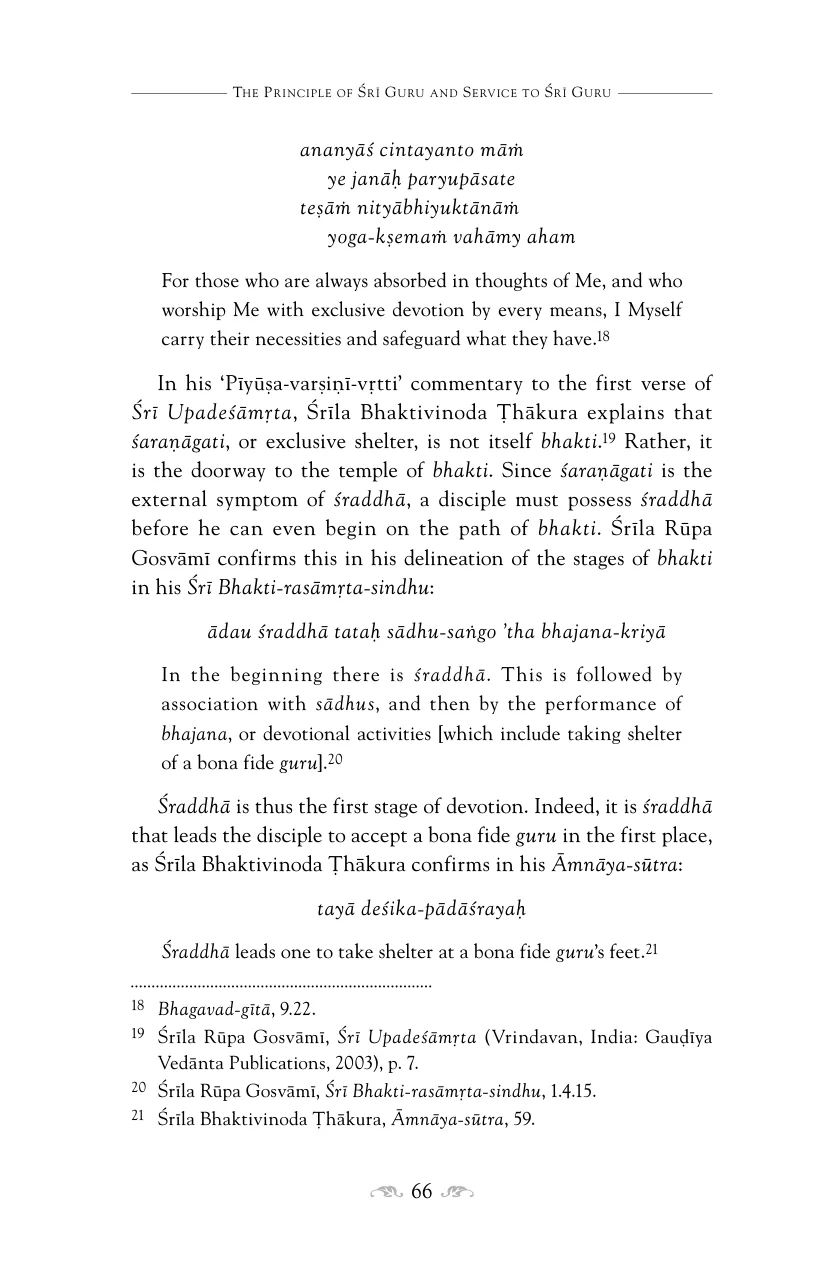 The Principle of Śrī Guru and Service to Śrī Guru
ananyāś cintayanto māṁ
ye janāḥ paryupāsate
teṣāṁ nityābhiyuktānāṁ
yoga-kṣemaṁ vahāmy aham
For those who are always absorbed in thoughts of Me, and who
worship Me with exclusive devotion by every means, I Myself
carry their necessities and safeguard what they have.18
In his ‘Pīyūṣa-varṣiṇī-vṛtti’ commentary to the first verse of
Śrī Upadeśāmṛta, Śrīla Bhaktivinoda Ṭhākura explains that
śaraṇāgati, or exclusive shelter, is not itself bhakti.19 Rather, it
is the doorway to the temple of bhakti. Since śaraṇāgati is the
external symptom of śraddhā, a disciple must possess śraddhā
before he can even begin on the path of bhakti. Śrīla Rūpa
Gosvāmī confirms this in his delineation of the stages of bhakti
in his Śrī Bhakti-rasāmṛta-sindhu:
ādau śraddhā tataḥ sādhu-saṅgo ’tha bhajana-kriyā
In the beginning there is śraddhā. This is followed by
association with sādhus, and then by the performance of
bhajana, or devotional activities [which include taking shelter
of a bona fide guru].20
Śraddhā is thus the first stage of devotion. Indeed, it is śraddhā
that leads the disciple to accept a bona fide guru in the first place,
as Śrīla Bhaktivinoda Ṭhākura confirms in his Āmnāya-sūtra:
tayā deśika-pādāśrayaḥ
Śraddhā leads one to take shelter at a bona fide guru’s feet.21
18 Bhagavad-gītā, 9.22.
19 Śrīla Rūpa Gosvāmī, Śrī Upadeśāmṛta (Vrindavan, India: Gauḍīya
Vedānta Publications, 2003), p. 7.
20 Śrīla Rūpa Gosvāmī, Śrī Bhakti-rasāmṛta-sindhu, 1.4.15.
21 Śrīla Bhaktivinoda Ṭhākura, Āmnāya-sūtra, 59.
66